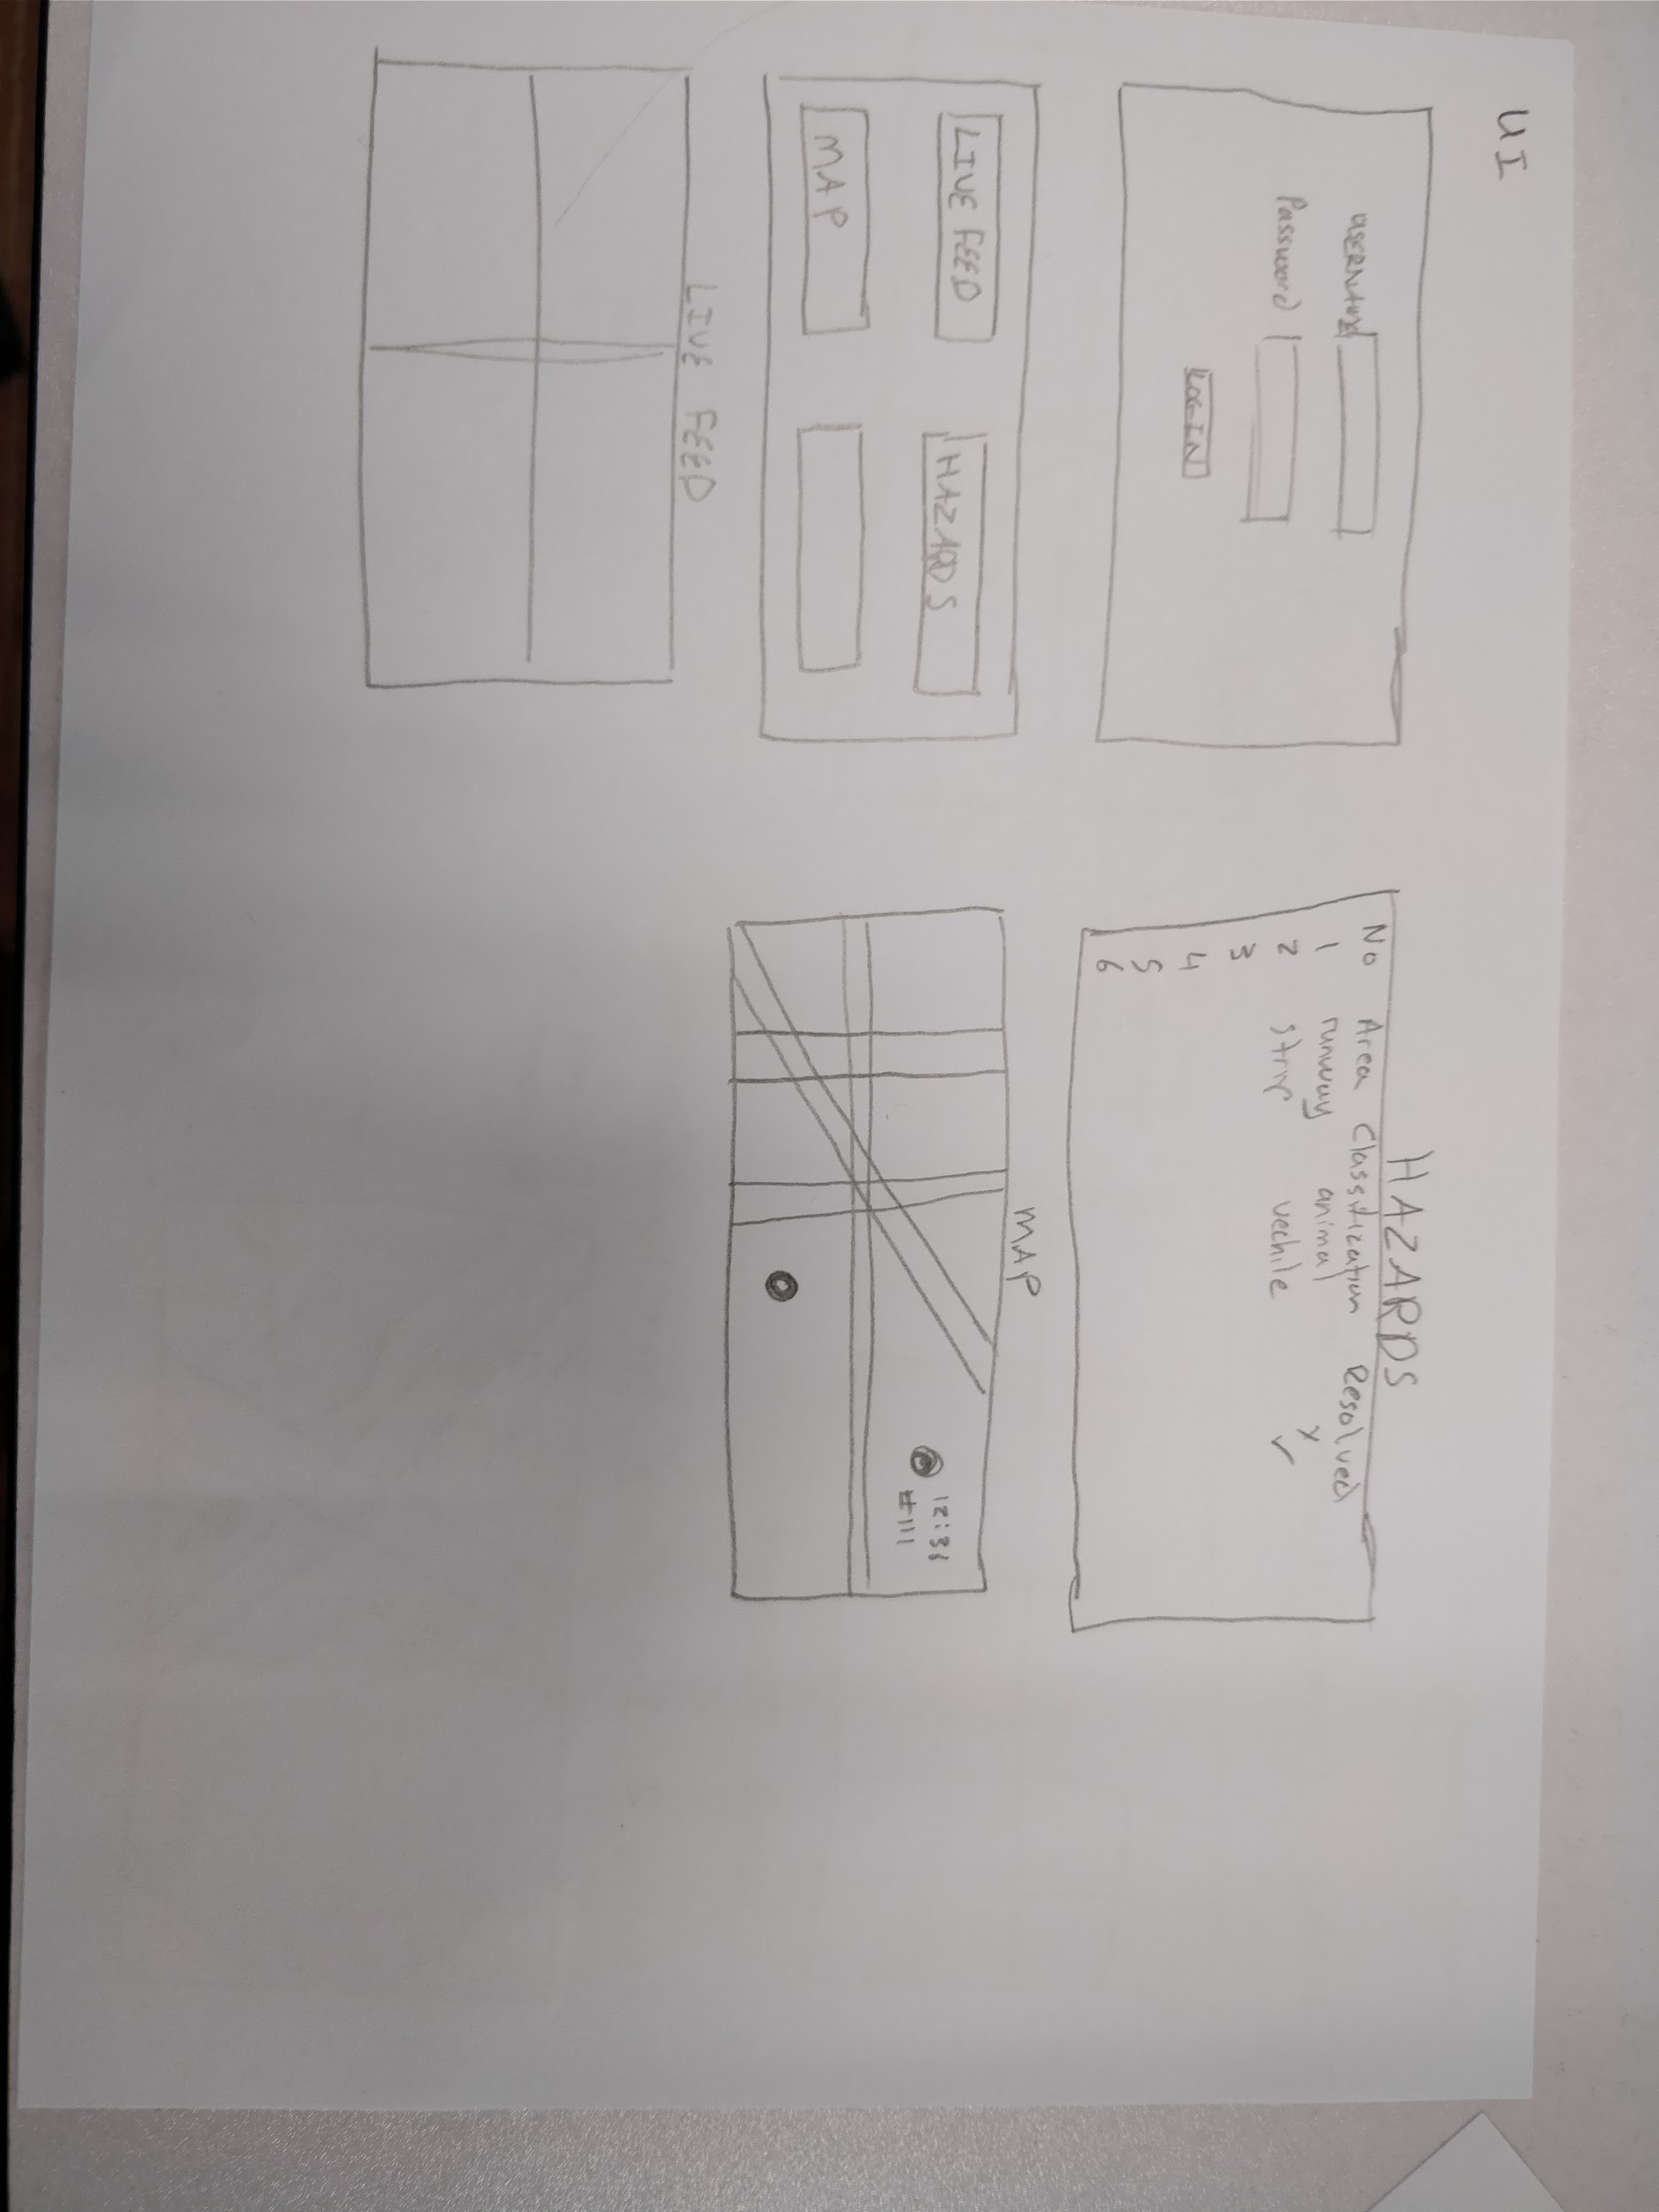 UI
USERNAME
Password
LOGIN
LIVE FEED
HAZARDS
MAP
LIVE FEED
HAZARDS
No Area Classification Resolved
1 runway animal x
2 strip vechile ✓
3
4
5
6
MAP
12:31
#111